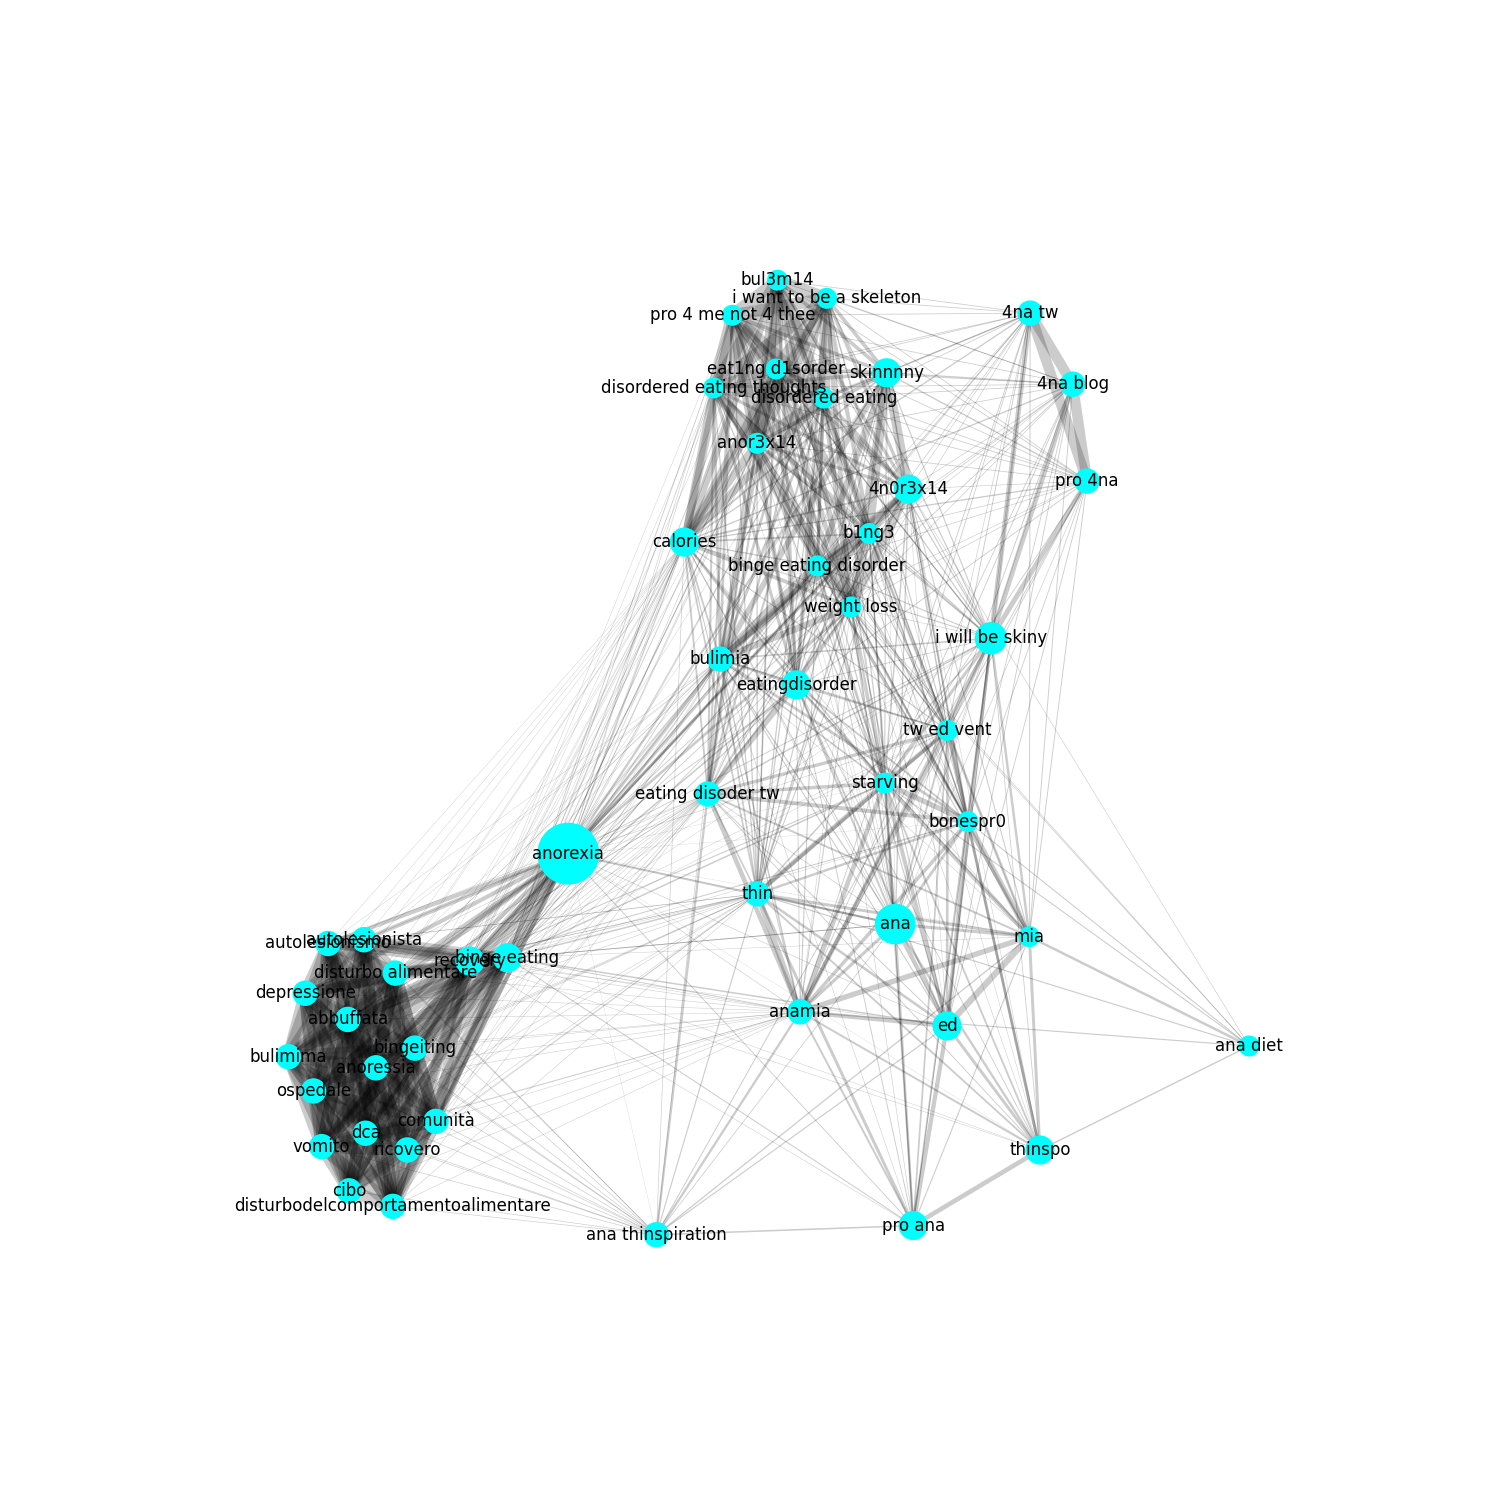 bul3m14
i want to be a skeleton
pro 4 me not 4 thee
4na tw
eat1ng d1sorder
skinnnny
disordered eating thoughts
4na blog
disordered eating
anor3x14
pro 4na
4n0r3x14
b1ng3
calories
binge eating disorder
weight loss
i will be skiny
bulimia
eatingdisorder
tw ed vent
starving
eating disoder tw
bonespr0
anorexia
thin
ana
mia
autolesionista
autolesionismo
binge eating
recovery
disturbo alimentare
depressione
anamia
abbuffata
ed
bingeiting
ana diet
bulimima
anoressia
ospedale
comunità
dca
vomito
ricovero
thinspo
cibo
disturbodelcomportamentoalimentare
pro ana
ana thinspiration